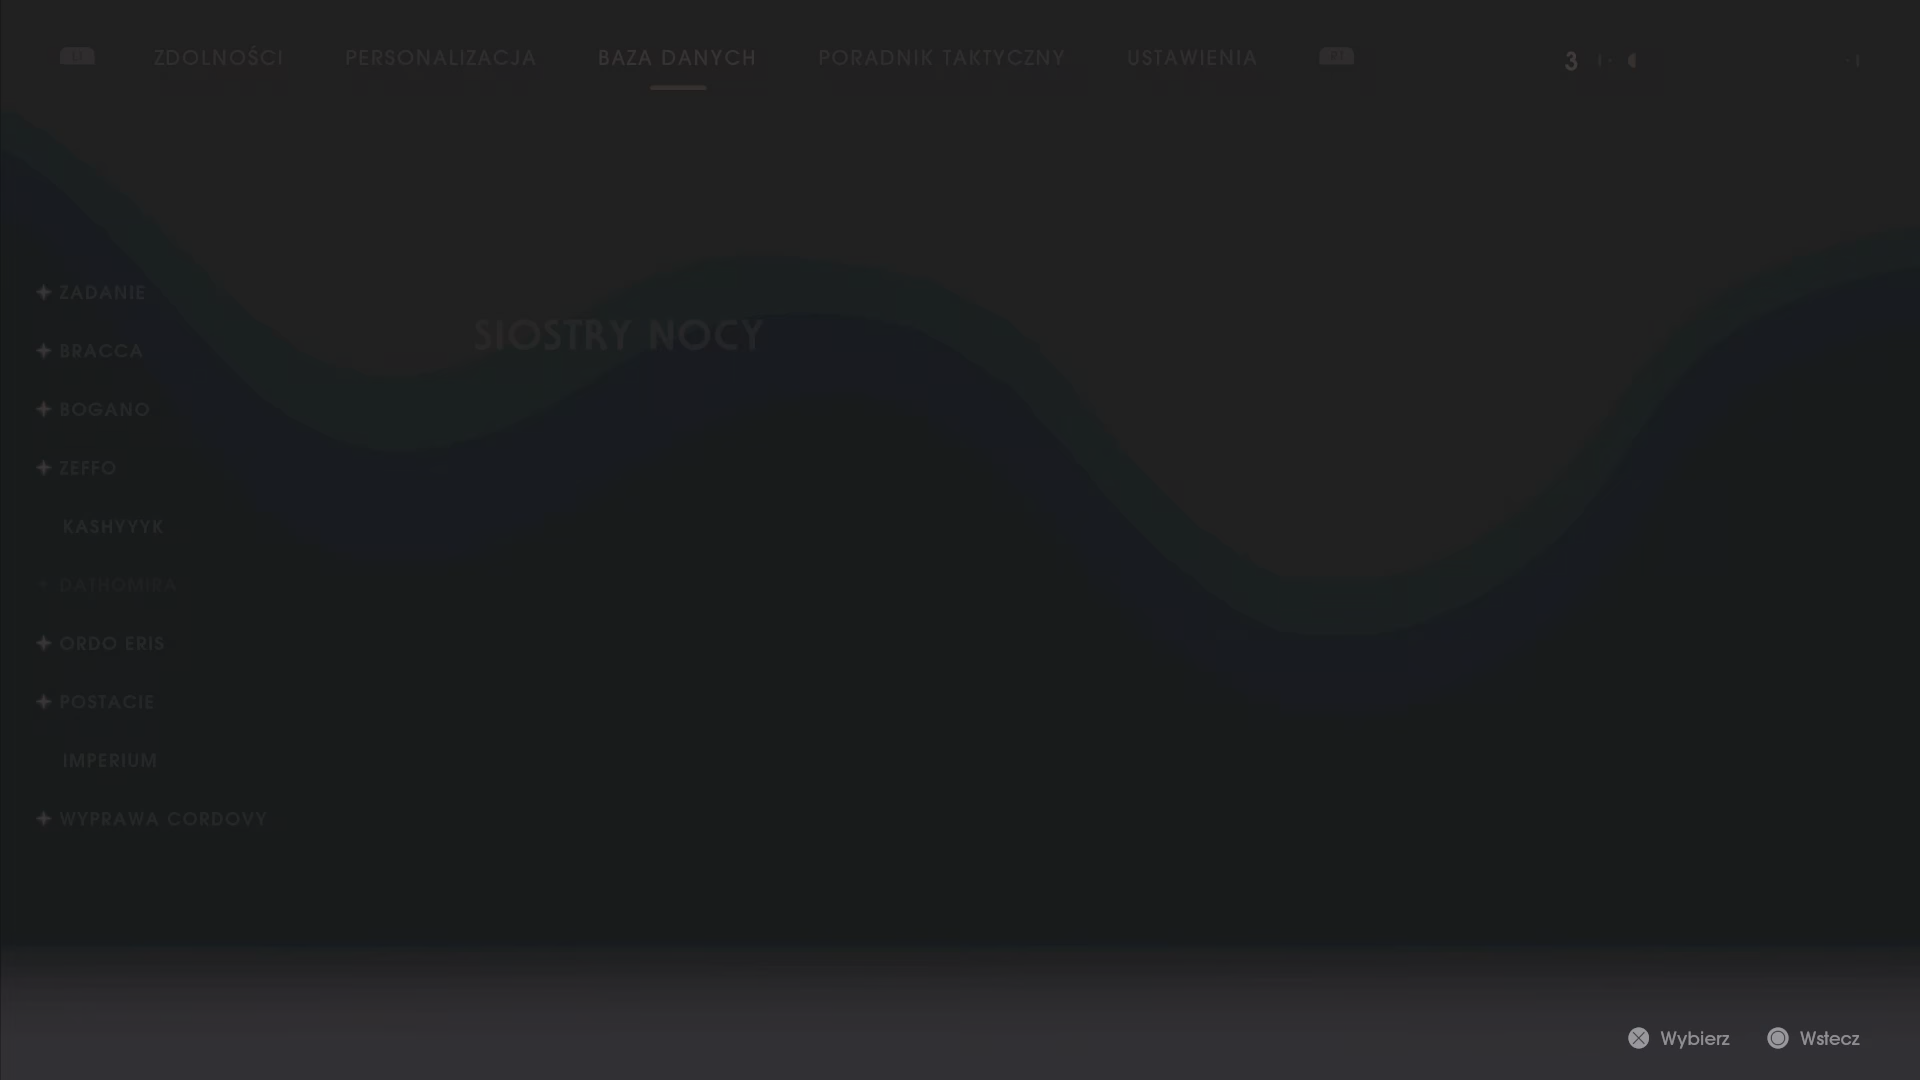 ZDOLNOŚCI PERSONALIZACJA BAZA DANYCH PORADNIK TAKTYCZNY USTAWIENIA 3
ZADANIE
SIOSTRY NOCY
BRACCA
BOGANO
ZEFFO
KASHYYYK
DATHOMIRA
ORDO ERIS
POSTACIE
IMPERIUM
WYPRAWA CORDOVY
Wybierz Wstecz